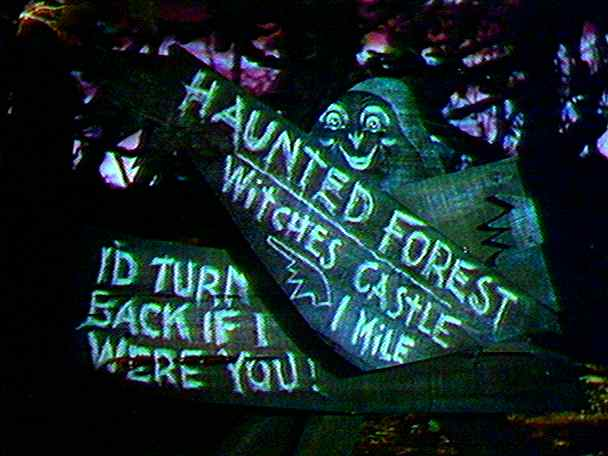 HAUNTED FOREST
WiTCHES CASTLE
1 MiLE
I'D TURN
BACK IF I
WERE YOU!